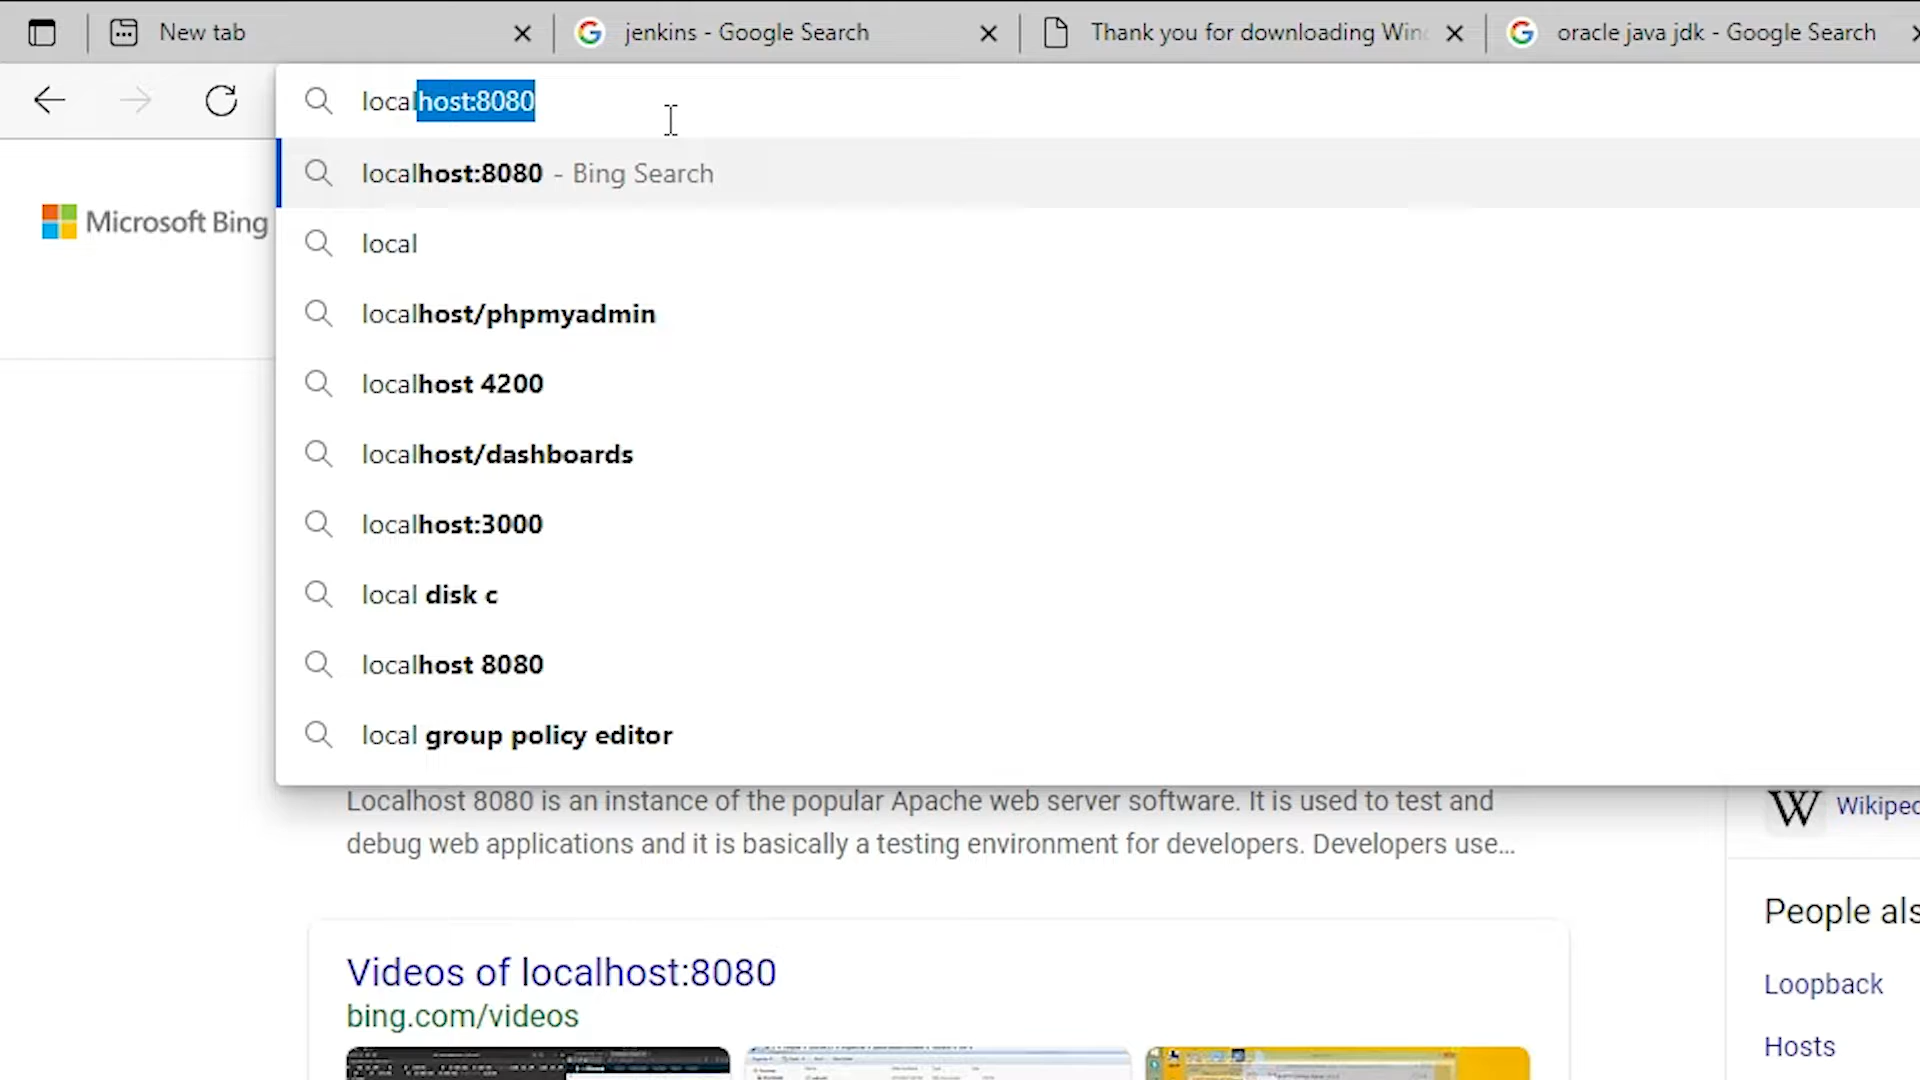 New tab
jenkins - Google Search
Thank you for downloading Win
oracle java jdk - Google Search
localhost:8080
localhost:8080 - Bing Search
Microsoft Bing
local
localhost/phpmyadmin
localhost 4200
localhost/dashboards
localhost:3000
local disk c
localhost 8080
local group policy editor
Localhost 8080 is an instance of the popular Apache web server software. It is used to test and
debug web applications and it is basically a testing environment for developers. Developers use...
W Wikiped
People als
Videos of localhost:8080
bing.com/videos
Loopback
Hosts